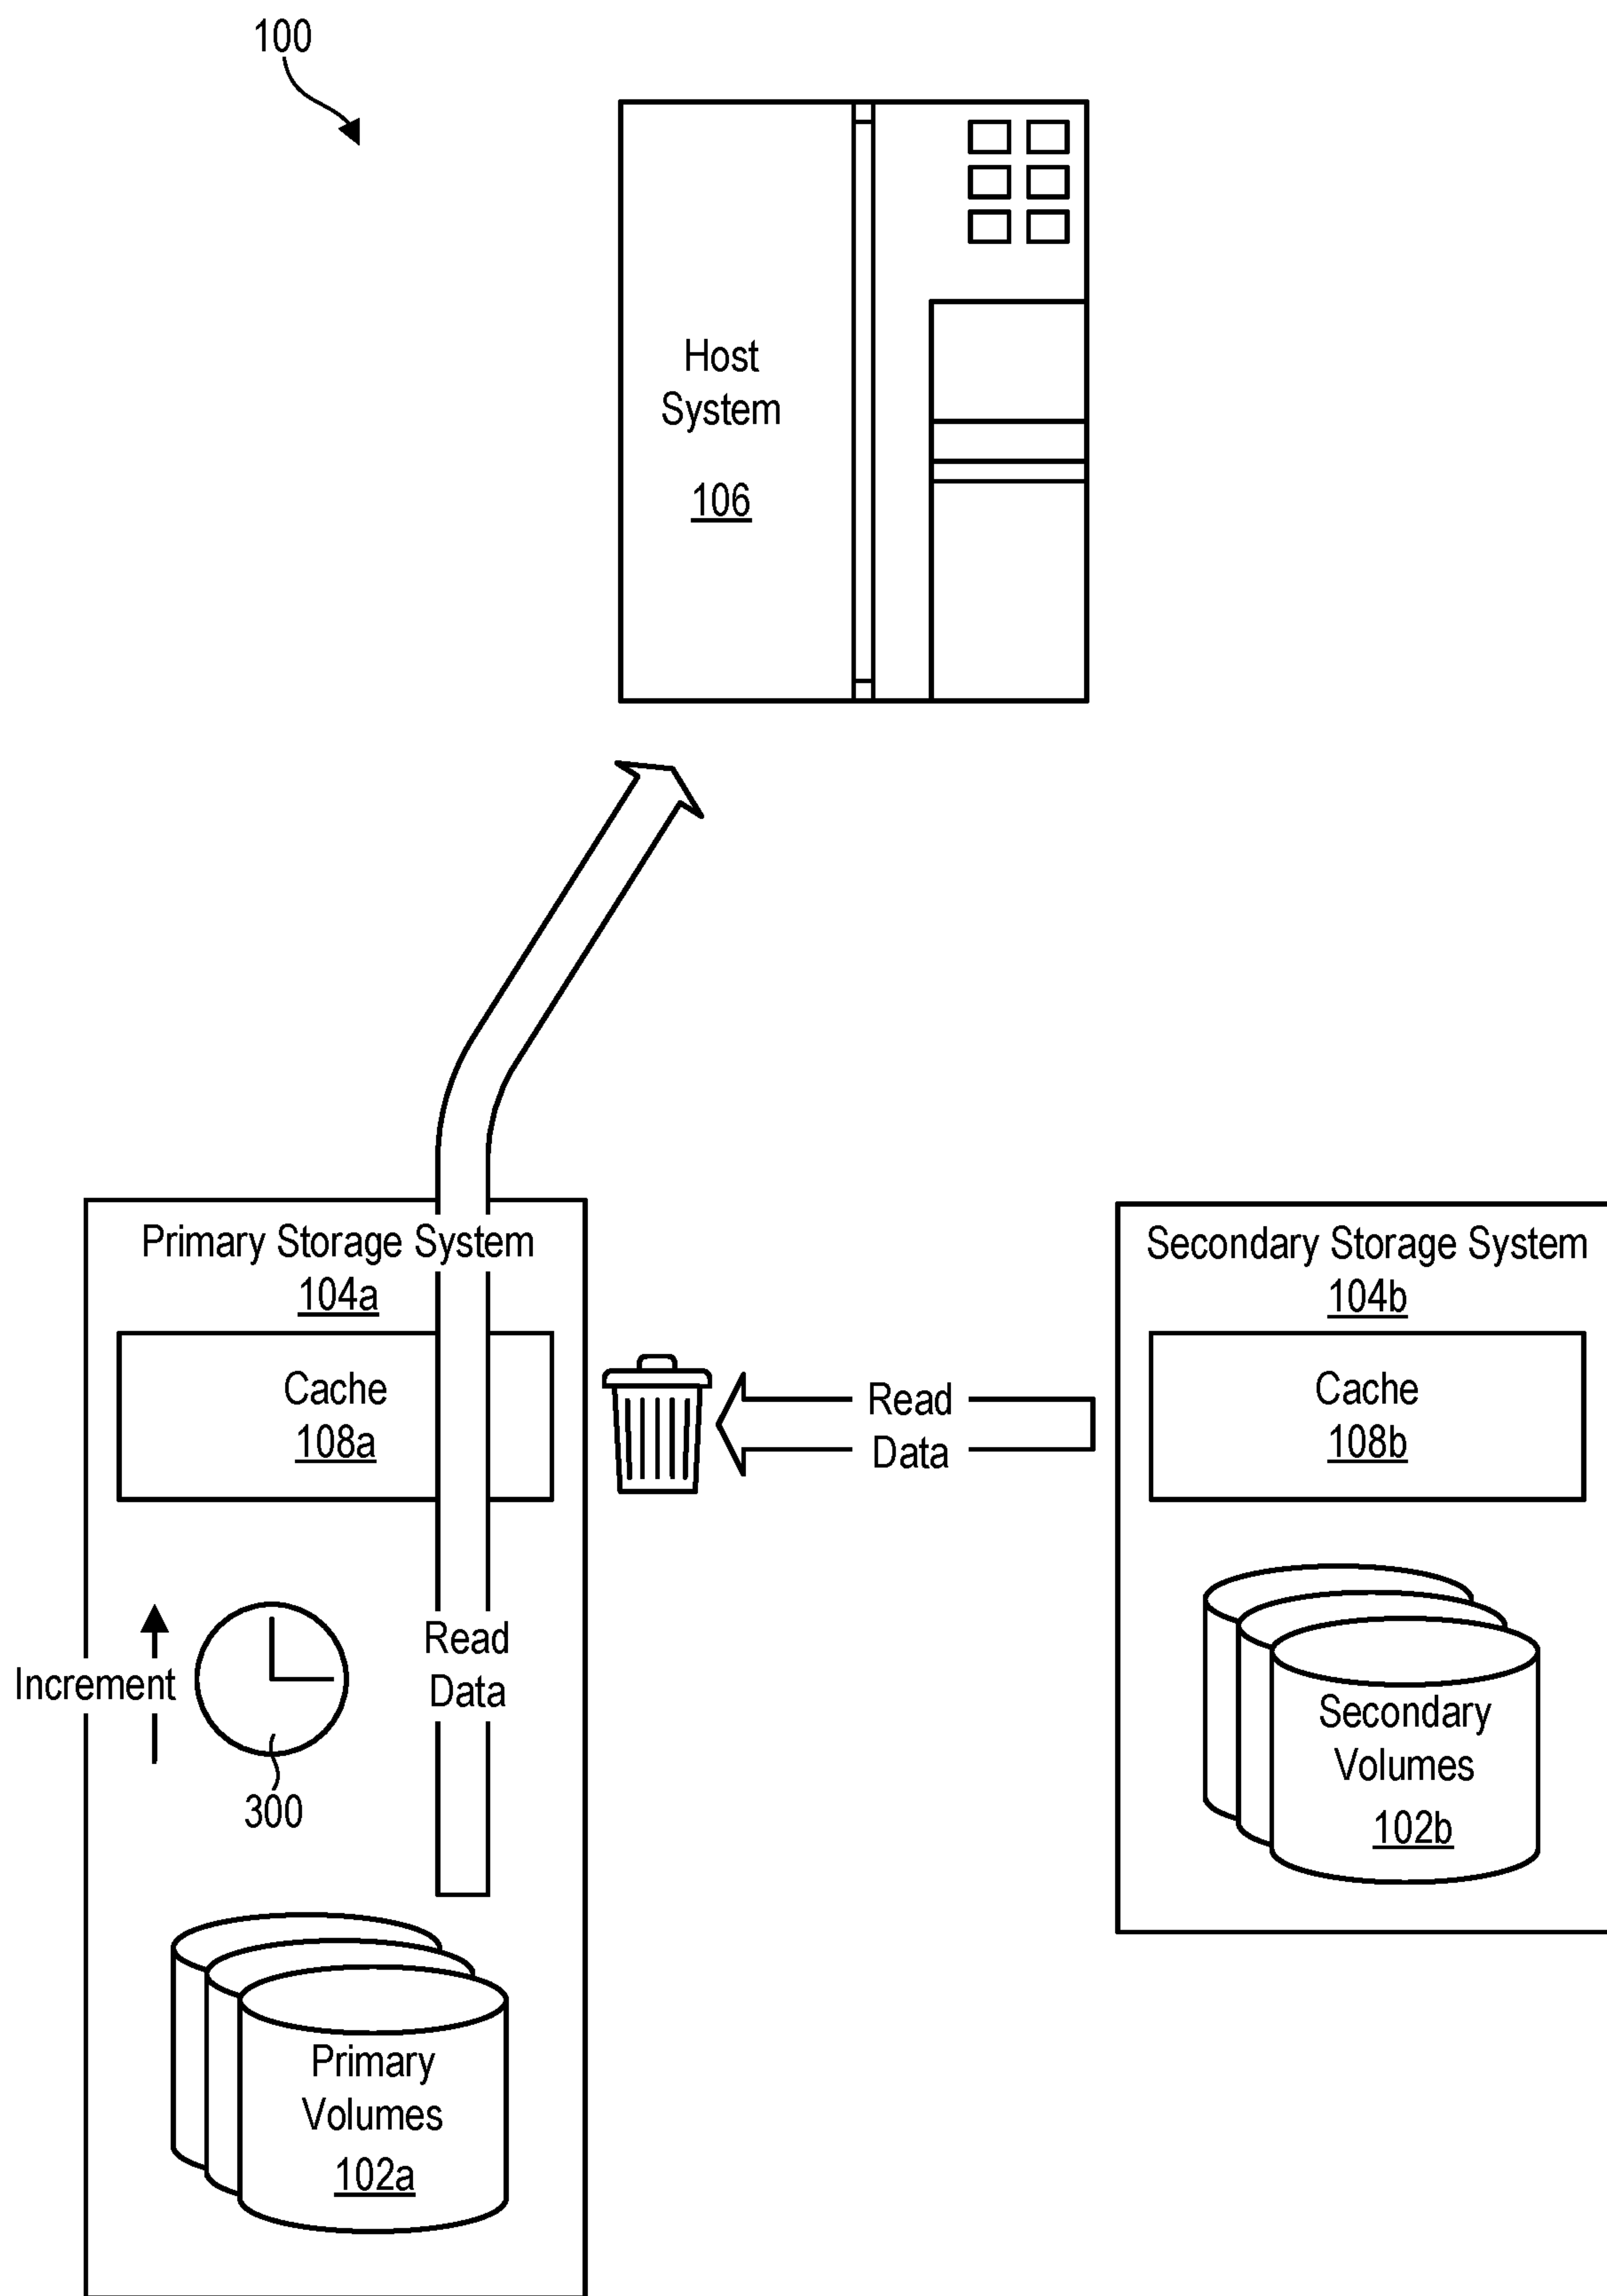 100
Host
System
106
Primary Storage System
104a
Cache
108a
Read
Data
Secondary Storage System
104b
Cache
108b
Increment
300
Read
Data
Secondary
Volumes
102b
Primary
Volumes
102a